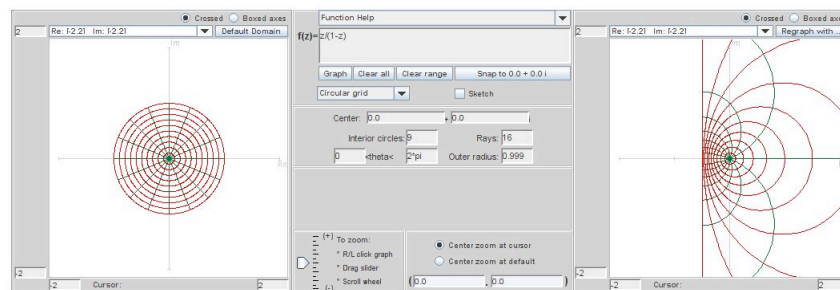 Crossed Boxed axes
2 Re: [-2.2] Im: [-2.2] Default Domain
Im
Re
-2
-2 Cursor: 2
Function Help
f(z)= z/(1-z)
Graph Clear all Clear range Snap to 0.0 + 0.0 i
Circular grid Sketch
Center: 0.0 + 0.0 i
Interior circles: 9 Rays: 16
0 <theta< 2*pi Outer radius: 0.999
(+) To zoom:
* R/L click graph
* Drag slider
* Scroll wheel
(-)
Center zoom at cursor
Center zoom at default
( 0.0 , 0.0 )
Crossed Boxed axes
2 Re: [-2.2] Im: [-2.2] Regraph with ...
Im
-2
-2 Cursor: 2